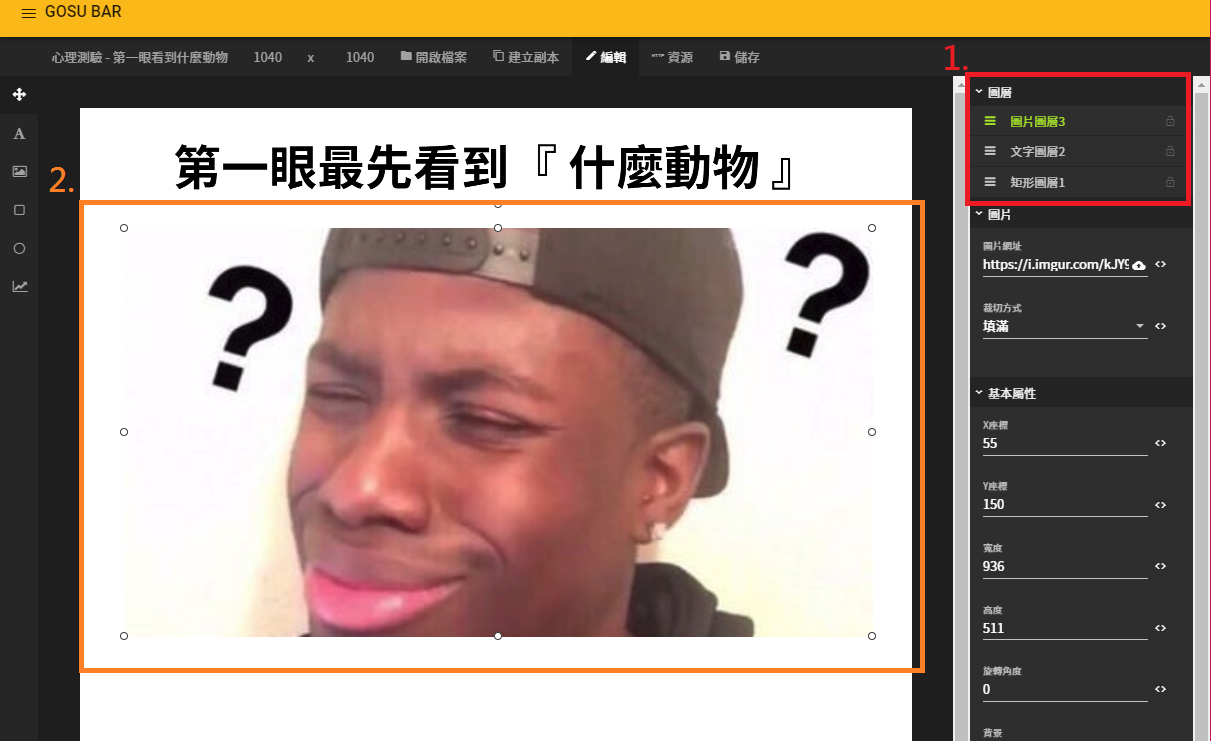 GOSU BAR
心理測驗 - 第一眼看到什麼動物 1040 x 1040 開啟檔案 建立副本 編輯 HTTP 資源 儲存
1.
圖層
圖片圖層3
文字圖層2
矩形圖層1
A
第一眼最先看到『 什麼動物 』
2.
? ?
圖片
圖片網址
https://i.imgur.com/kJY9
裁切方式
填滿
基本屬性
X座標
55
Y座標
150
寬度
936
高度
511
旋轉角度
0
背景